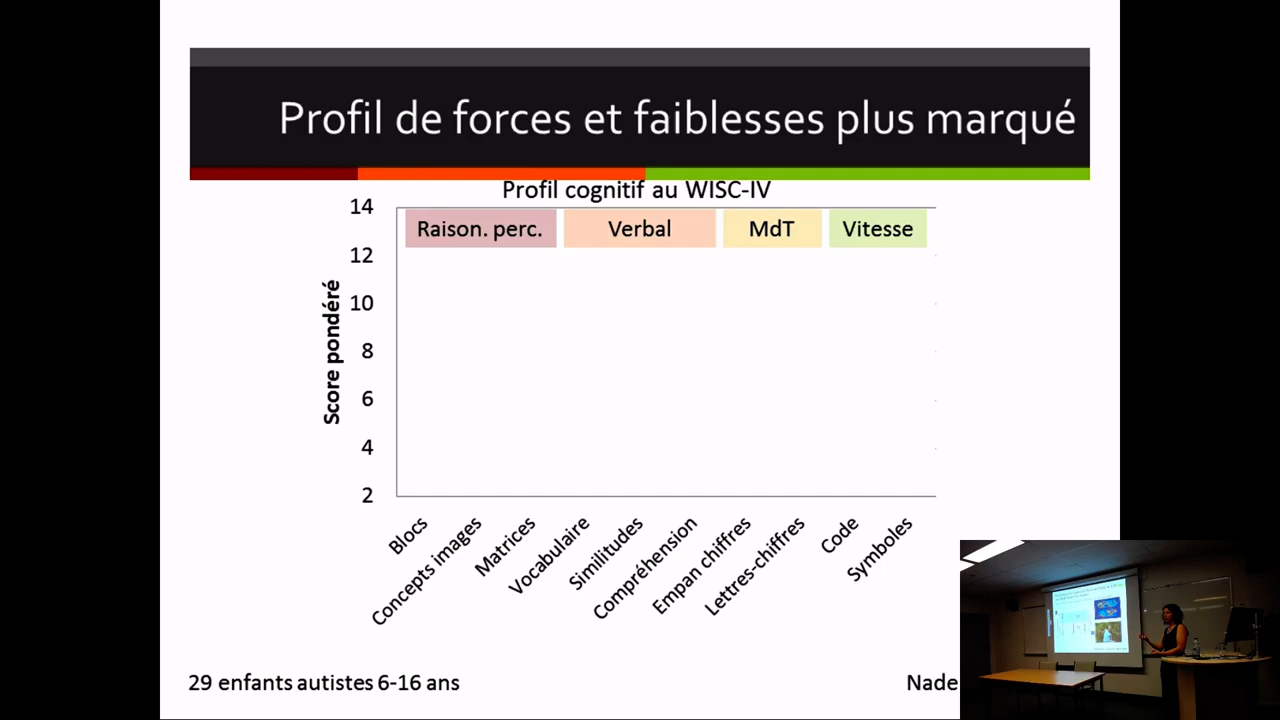 Profil de forces et faiblesses plus marqué
Profil cognitif au WISC-IV
14
12
10
8
6
4
2
Score pondéré
Raison. perc.
Verbal
MdT
Vitesse
Blocs
Concepts images
Matrices
Vocabulaire
Similitudes
Compréhension
Empan chiffres
Lettres-chiffres
Code
Symboles
29 enfants autistes 6-16 ans
Nade